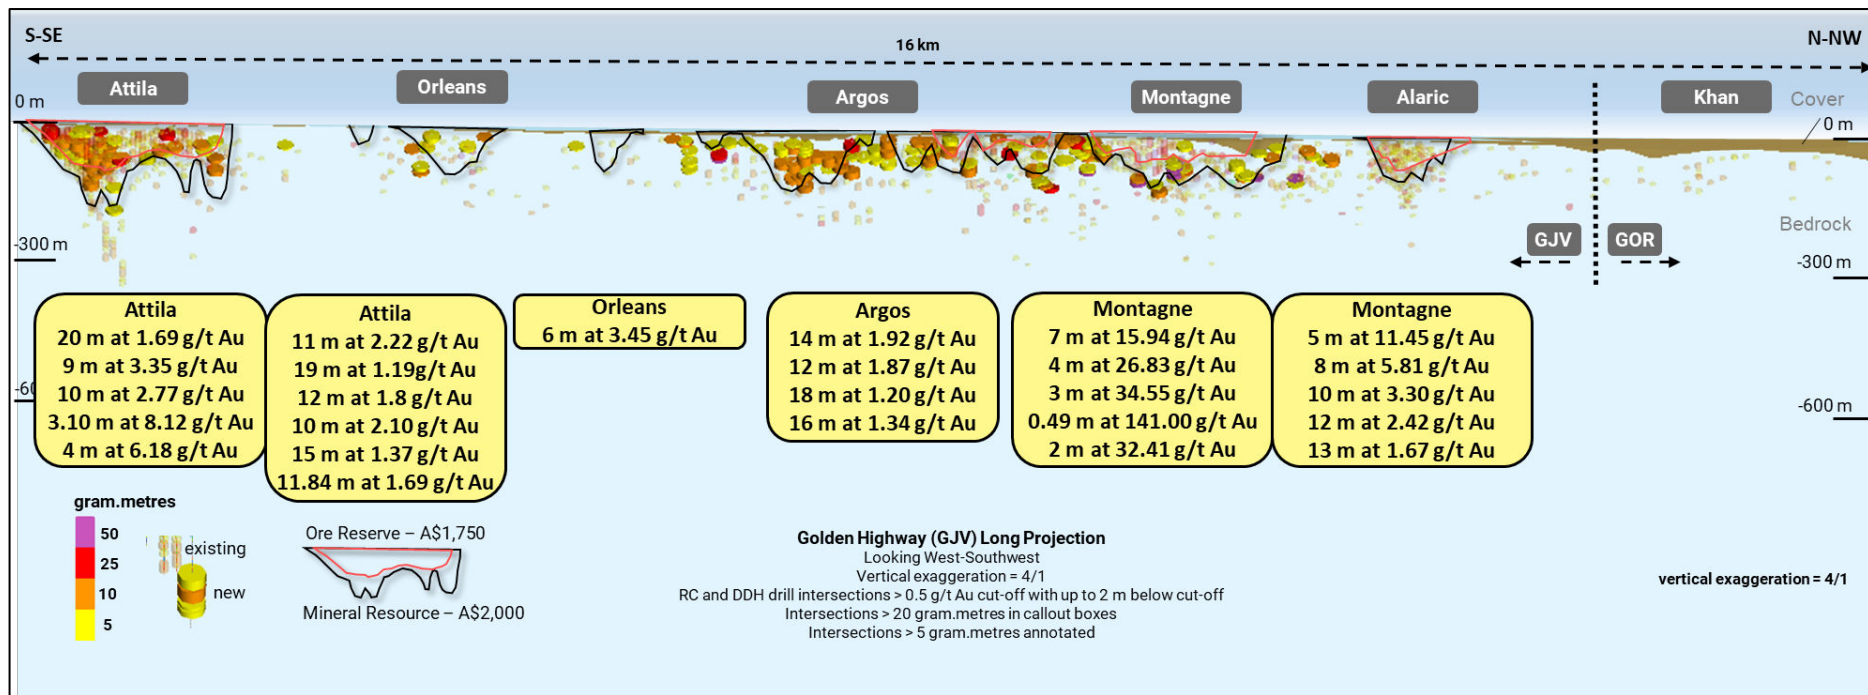 S-SE
N-NW
16 km
Attila
Orleans
Argos
Montagne
Alaric
Khan
0 m
Cover
0 m
Bedrock
-300 m
GJV
GOR
-300 m
Attila
20 m at 1.69 g/t Au
9 m at 3.35 g/t Au
10 m at 2.77 g/t Au
3.10 m at 8.12 g/t Au
4 m at 6.18 g/t Au
Attila
11 m at 2.22 g/t Au
19 m at 1.19g/t Au
12 m at 1.8 g/t Au
10 m at 2.10 g/t Au
15 m at 1.37 g/t Au
11.84 m at 1.69 g/t Au
Orleans
6 m at 3.45 g/t Au
Argos
14 m at 1.92 g/t Au
12 m at 1.87 g/t Au
18 m at 1.20 g/t Au
16 m at 1.34 g/t Au
Montagne
7 m at 15.94 g/t Au
4 m at 26.83 g/t Au
3 m at 34.55 g/t Au
0.49 m at 141.00 g/t Au
2 m at 32.41 g/t Au
Montagne
5 m at 11.45 g/t Au
8 m at 5.81 g/t Au
10 m at 3.30 g/t Au
12 m at 2.42 g/t Au
13 m at 1.67 g/t Au
-600 m
gram.metres
50
25
10
5
existing
new
Ore Reserve – A$1,750
Mineral Resource – A$2,000
Golden Highway (GJV) Long Projection
Looking West-Southwest
Vertical exaggeration = 4/1
RC and DDH drill intersections > 0.5 g/t Au cut-off with up to 2 m below cut-off
Intersections > 20 gram.metres in callout boxes
Intersections > 5 gram.metres annotated
vertical exaggeration = 4/1